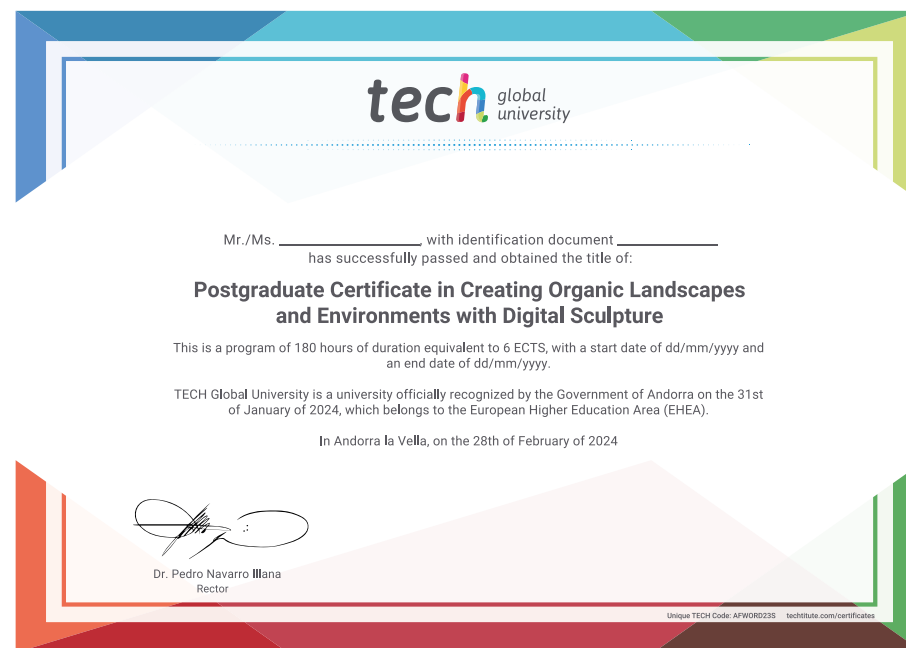 tech global
university
Mr./Ms. ____________________, with identification document ______________
has successfully passed and obtained the title of:
Postgraduate Certificate in Creating Organic Landscapes
and Environments with Digital Sculpture
This is a program of 180 hours of duration equivalent to 6 ECTS, with a start date of dd/mm/yyyy and
an end date of dd/mm/yyyy.
TECH Global University is a university officially recognized by the Government of Andorra on the 31st
of January of 2024, which belongs to the European Higher Education Area (EHEA).
In Andorra la Vella, on the 28th of February of 2024
Dr. Pedro Navarro Illana
Rector
Unique TECH Code: AFWORD23S techtitute.com/certificates